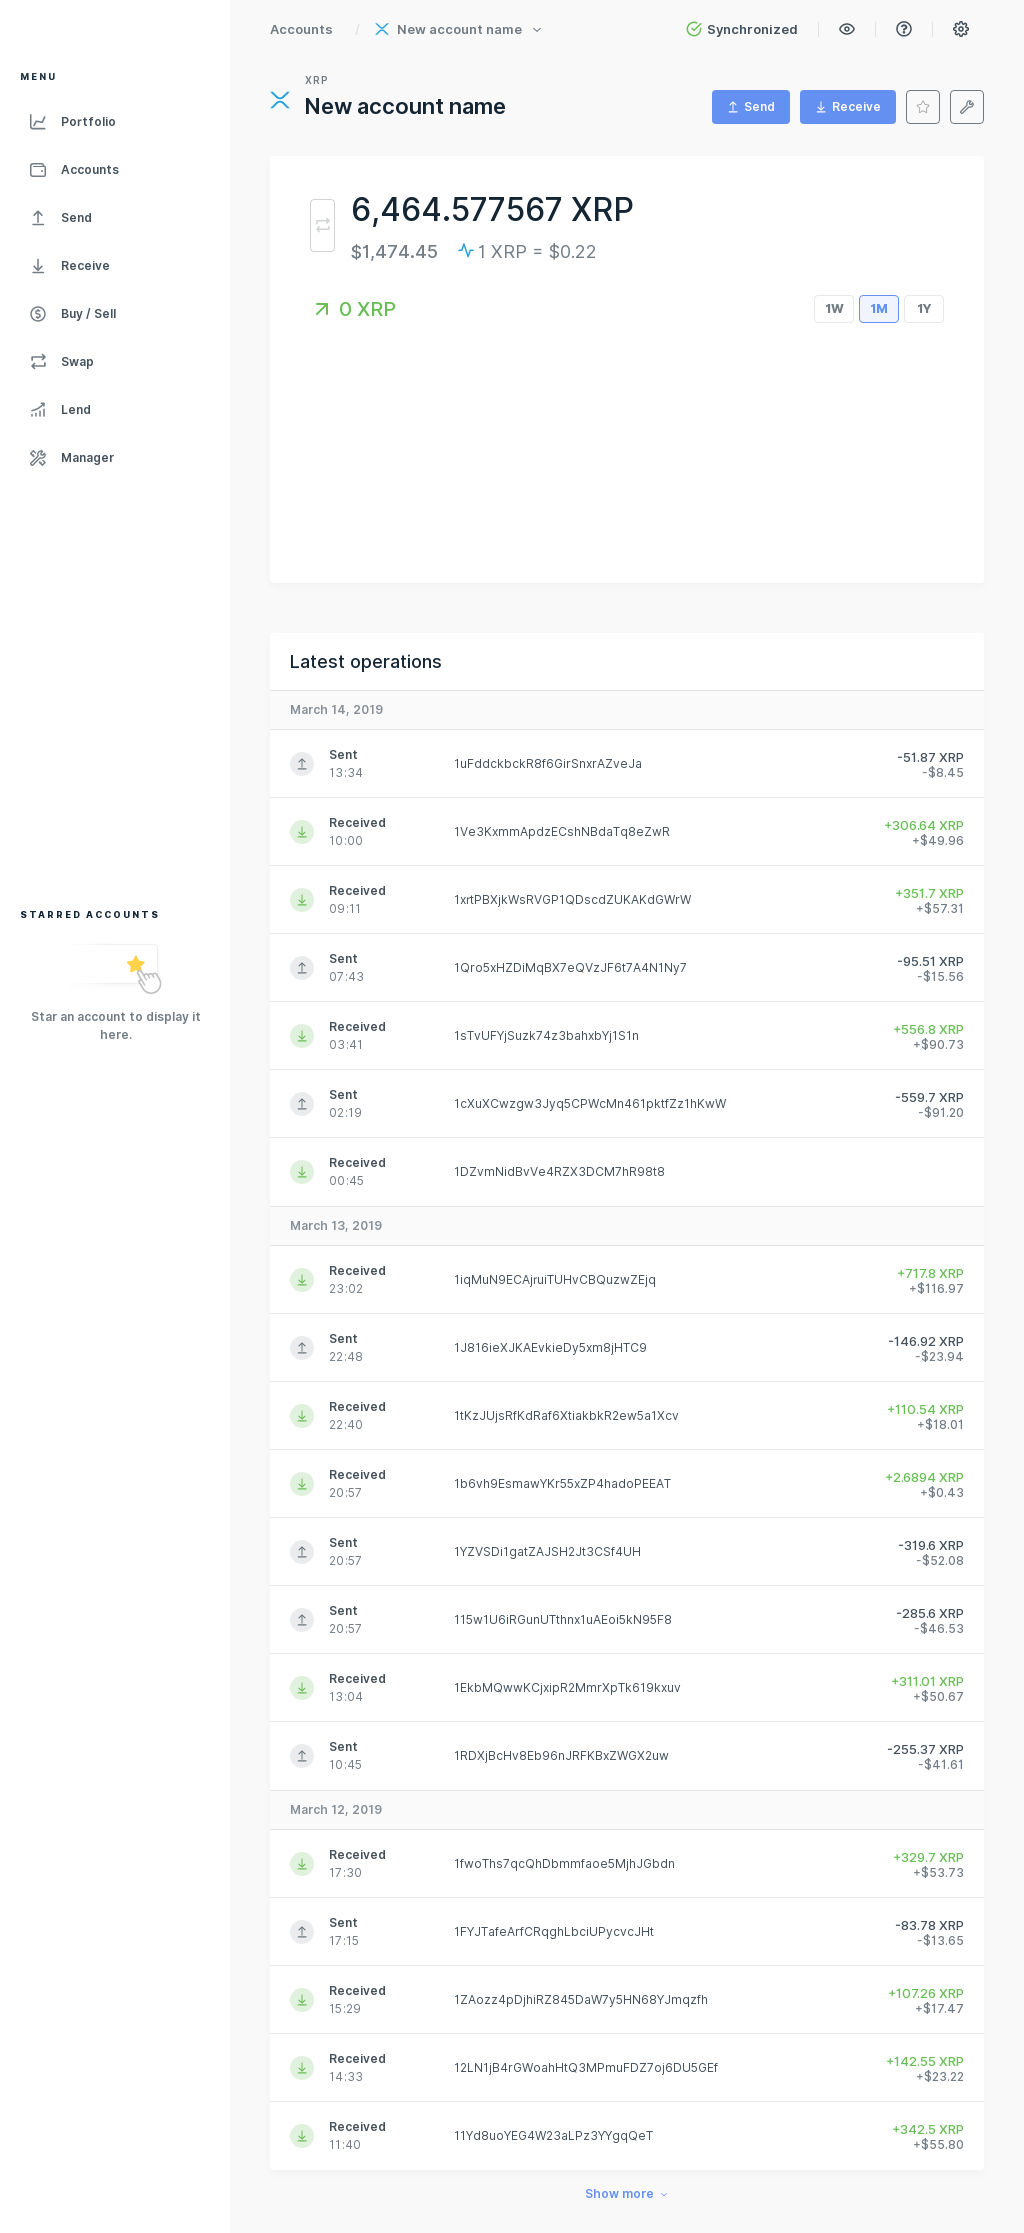 Accounts / New account name
Synchronized
MENU
Portfolio
Accounts
Send
Receive
Buy / Sell
Swap
Lend
Manager
STARRED ACCOUNTS
Star an account to display it
here.
XRP
New account name
Send
Receive
6,464.577567 XRP
$1,474.45
1 XRP = $0.22
0 XRP
1W
1M
1Y
Latest operations
March 14, 2019
Sent
13:34
1uFddckbckR8f6GirSnxrAZveJa
-51.87 XRP
-$8.45
Received
10:00
1Ve3KxmmApdzECshNBdaTq8eZwR
+306.64 XRP
+$49.96
Received
09:11
1xrtPBXjkWsRVGP1QDscdZUKAKdGWrW
+351.7 XRP
+$57.31
Sent
07:43
1Qro5xHZDiMqBX7eQVzJF6t7A4N1Ny7
-95.51 XRP
-$15.56
Received
03:41
1sTvUFYjSuzk74z3bahxbYj1S1n
+556.8 XRP
+$90.73
Sent
02:19
1cXuXCwzgw3Jyq5CPWcMn461pktfZz1hKwW
-559.7 XRP
-$91.20
Received
00:45
1DZvmNidBvVe4RZX3DCM7hR98t8
March 13, 2019
Received
23:02
1iqMuN9ECAjruiTUHvCBQuzwZEjq
+717.8 XRP
+$116.97
Sent
22:48
1J816ieXJKAEvkieDy5xm8jHTC9
-146.92 XRP
-$23.94
Received
22:40
1tKzJUjsRfKdRaf6XtiakbkR2ew5a1Xcv
+110.54 XRP
+$18.01
Received
20:57
1b6vh9EsmawYKr55xZP4hadoPEEAT
+2.6894 XRP
+$0.43
Sent
20:57
1YZVSDi1gatZAJSH2Jt3CSf4UH
-319.6 XRP
-$52.08
Sent
20:57
115w1U6iRGunUTthnx1uAEoi5kN95F8
-285.6 XRP
-$46.53
Received
13:04
1EkbMQwwKCjxipR2MmrXpTk619kxuv
+311.01 XRP
+$50.67
Sent
10:45
1RDXjBcHv8Eb96nJRFKBxZWGX2uw
-255.37 XRP
-$41.61
March 12, 2019
Received
17:30
1fwoThs7qcQhDbmmfaoe5MjhJGbdn
+329.7 XRP
+$53.73
Sent
17:15
1FYJTafeArfCRqghLbciUPycvcJHt
-83.78 XRP
-$13.65
Received
15:29
1ZAozz4pDjhiRZ845DaW7y5HN68YJmqzfh
+107.26 XRP
+$17.47
Received
14:33
12LN1jB4rGWoahHtQ3MPmuFDZ7oj6DU5GEf
+142.55 XRP
+$23.22
Received
11:40
11Yd8uoYEG4W23aLPz3YYgqQeT
+342.5 XRP
+$55.80
Show more